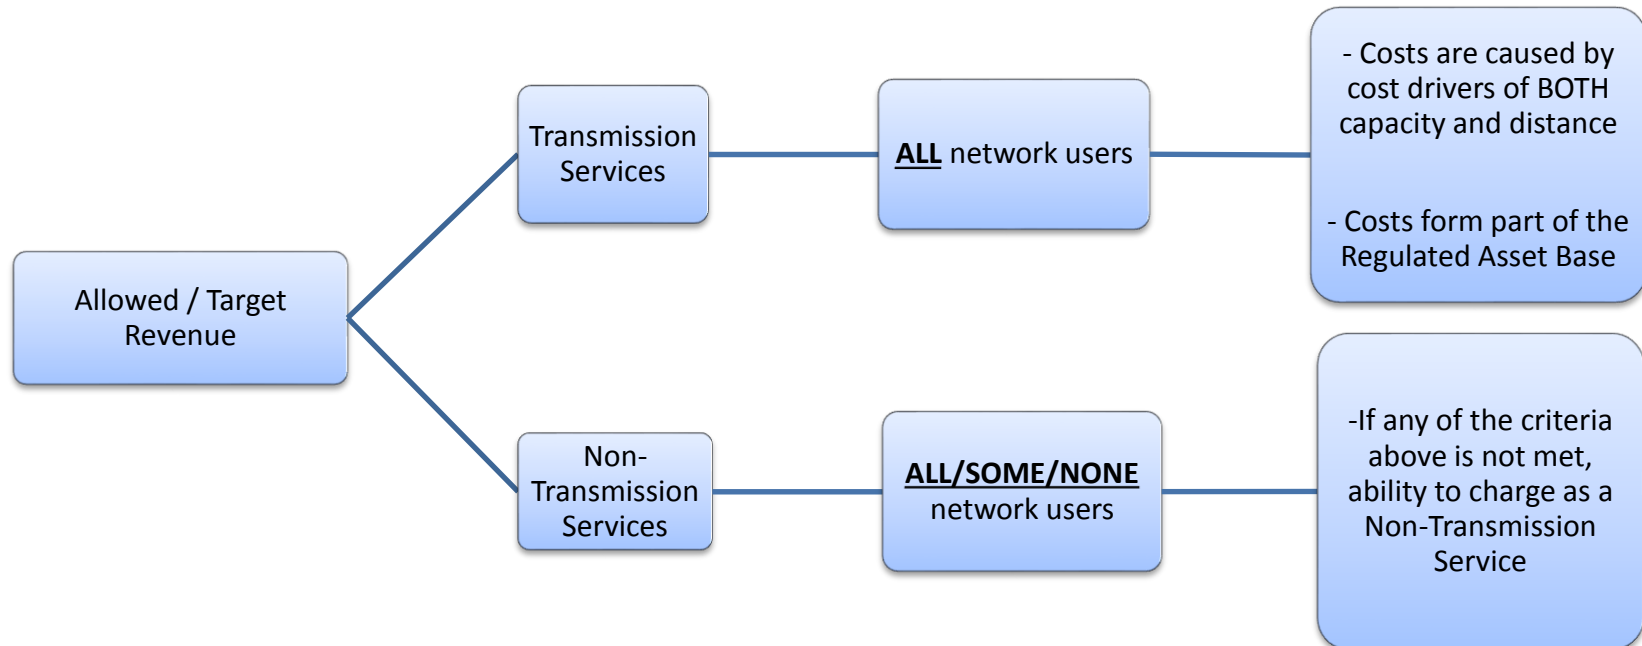 Allowed / Target
Revenue
Transmission
Services
ALL network users
- Costs are caused by
cost drivers of BOTH
capacity and distance
- Costs form part of the
Regulated Asset Base
Non-
Transmission
Services
ALL/SOME/NONE
network users
-If any of the criteria
above is not met,
ability to charge as a
Non-Transmission
Service